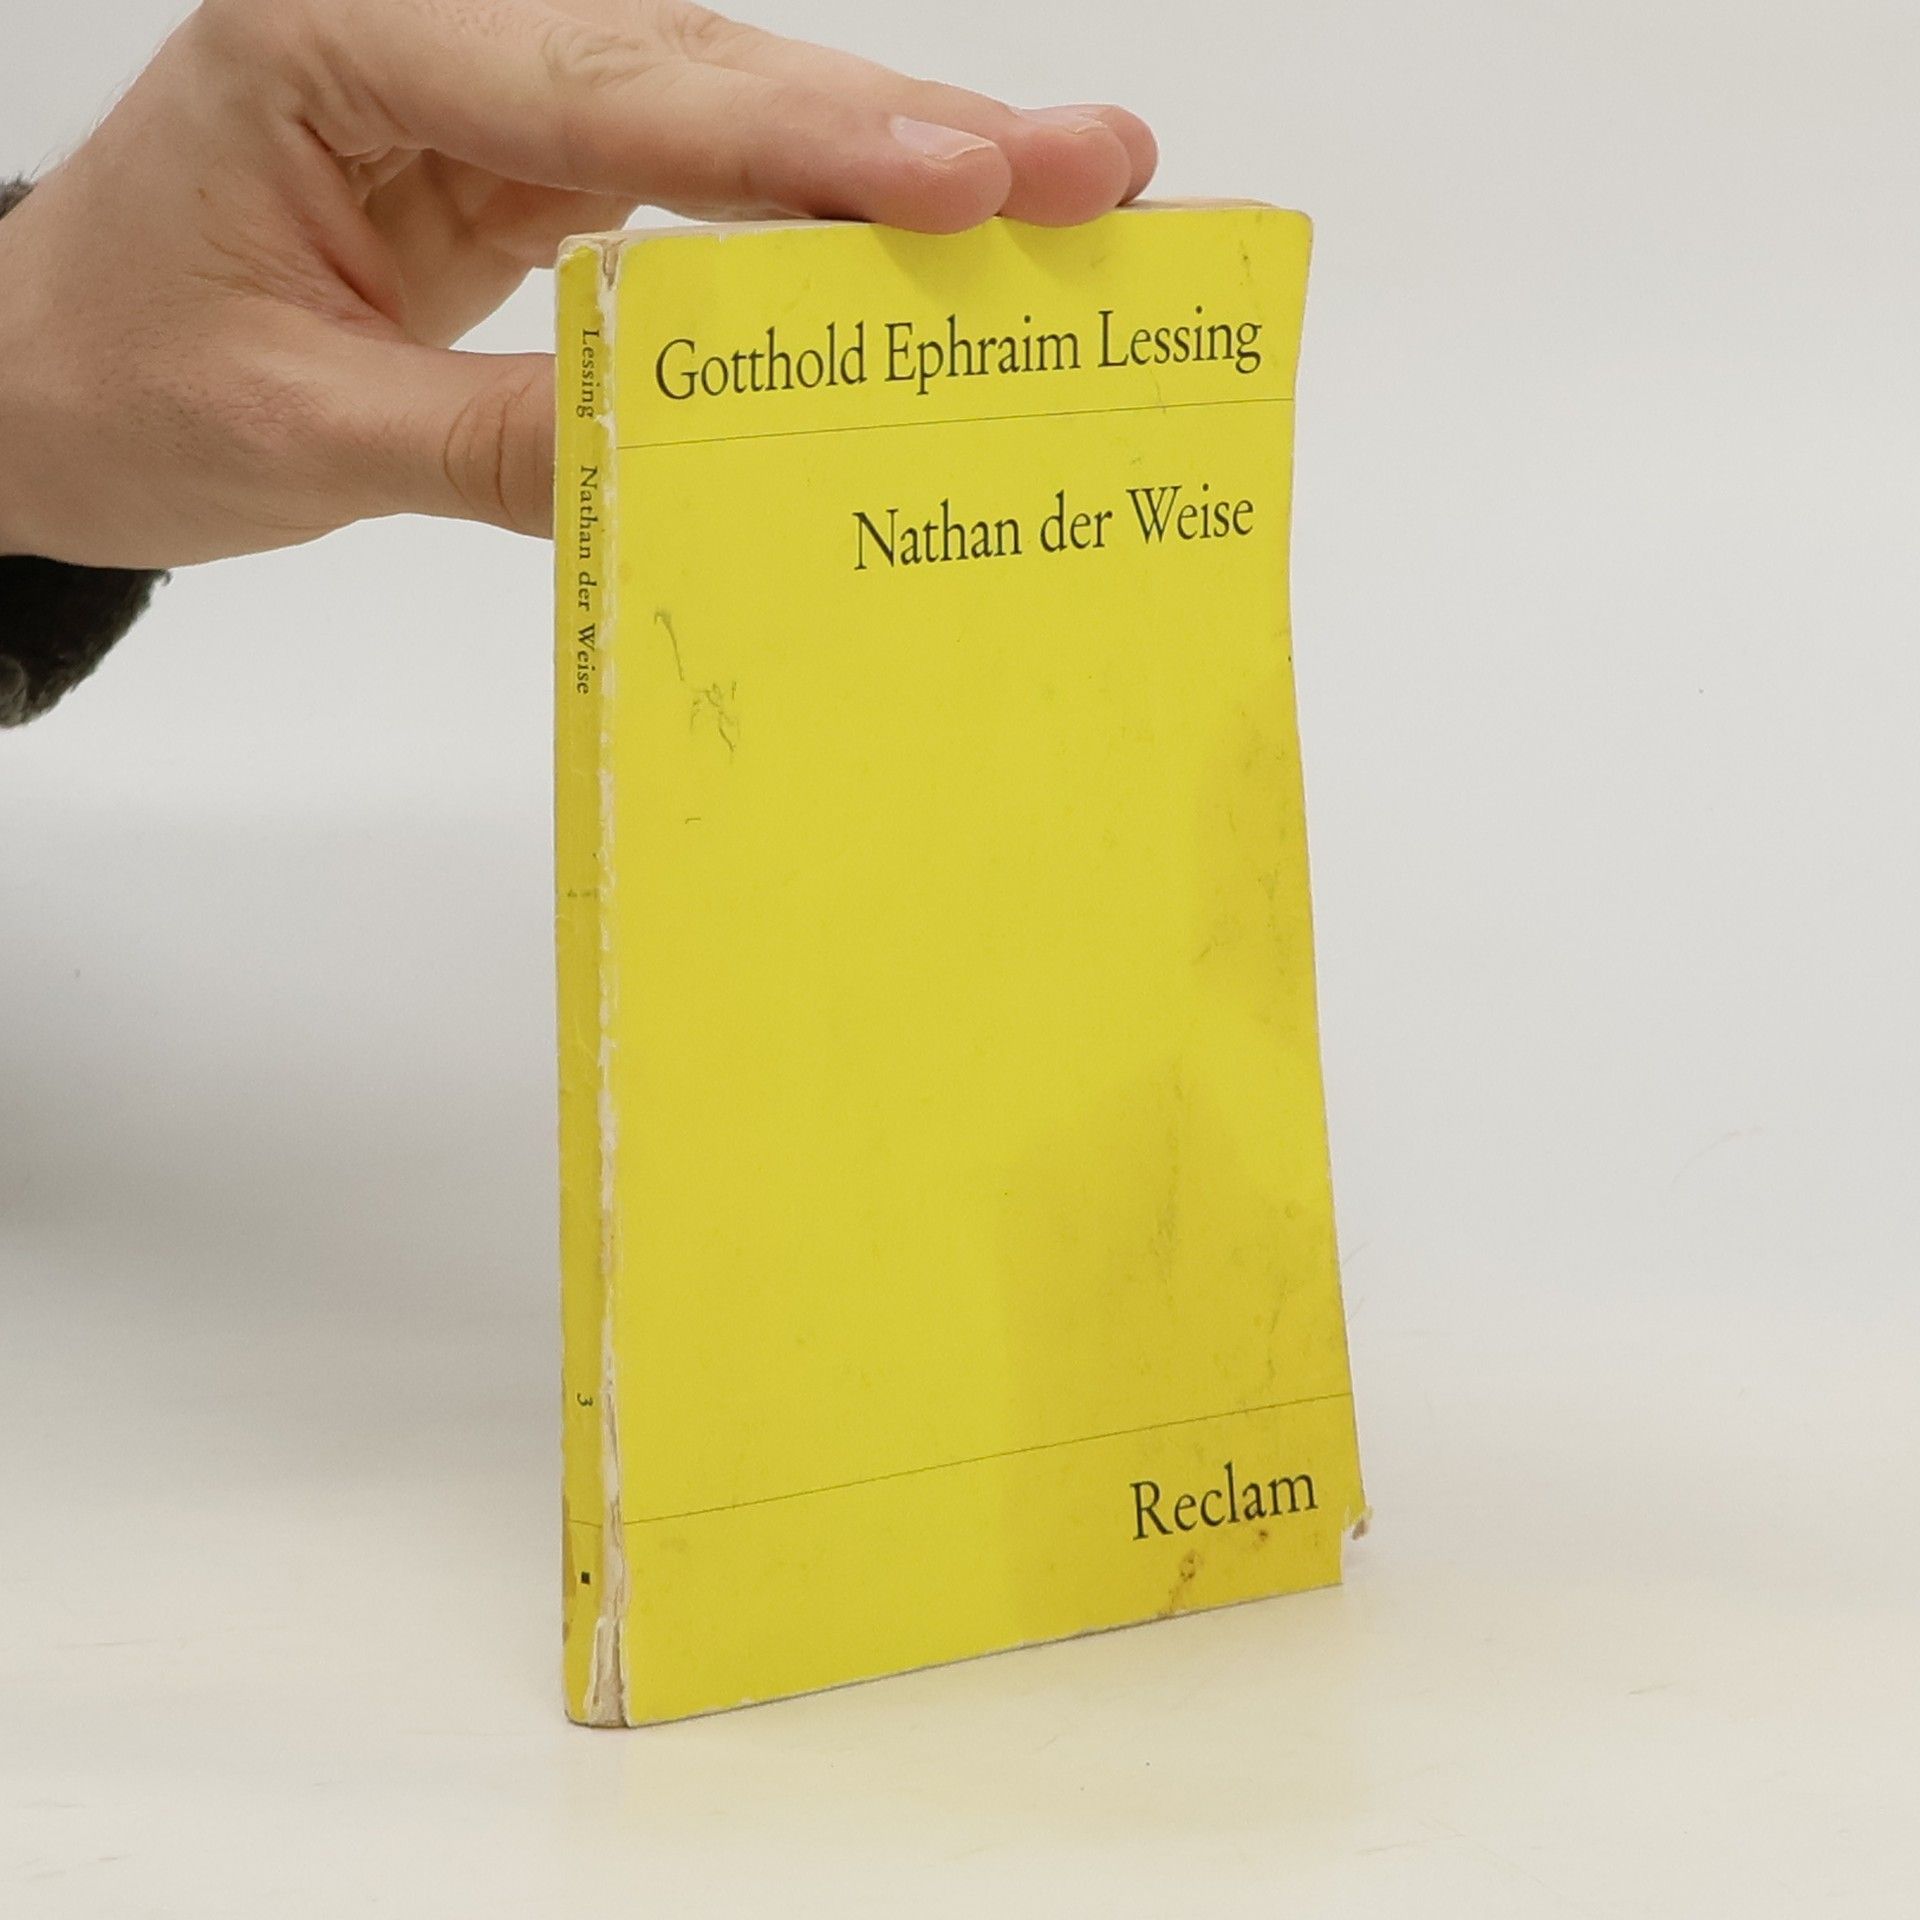 Gotthold Ephraim Lessing
Nathan der Weise
Reclam
Lessing Nathan der Weise
3